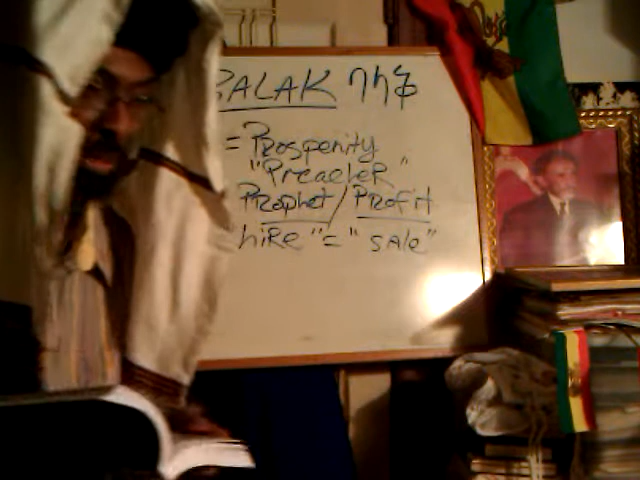 BALAK ባላቅ
= Prosperity
"Preacher"
Prophet/Profit
hire "=" sale"